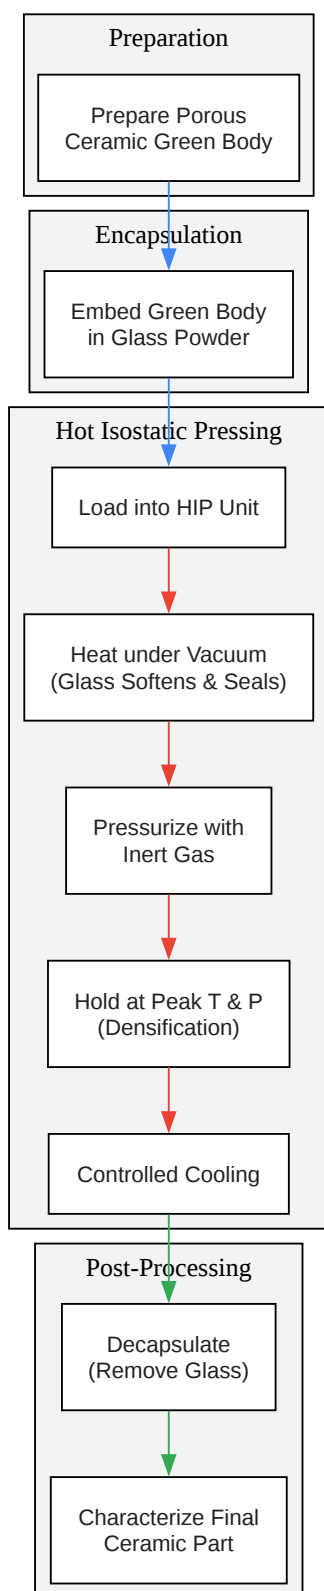 Preparation
Prepare Porous
Ceramic Green Body
Encapsulation
Embed Green Body
in Glass Powder
Hot Isostatic Pressing
Load into HIP Unit
Heat under Vacuum
(Glass Softens & Seals)
Pressurize with
Inert Gas
Hold at Peak T & P
(Densification)
Controlled Cooling
Post-Processing
Decapsulate
(Remove Glass)
Characterize Final
Ceramic Part